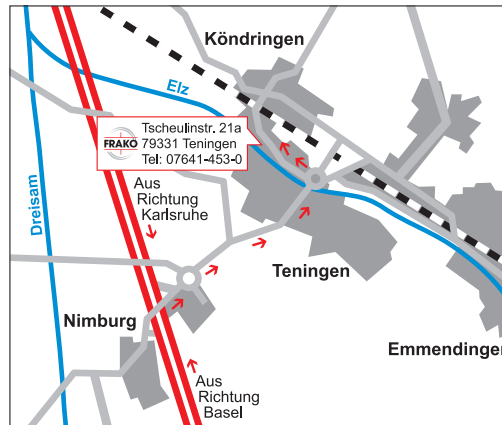 Köndringen
Elz
FRAKO
Tscheulinstr. 21a
79331 Teningen
Tel: 07641-453-0
Dreisam
Aus
Richtung
Karlsruhe
Teningen
Nimburg
Emmendingen
Aus
Richtung
Basel